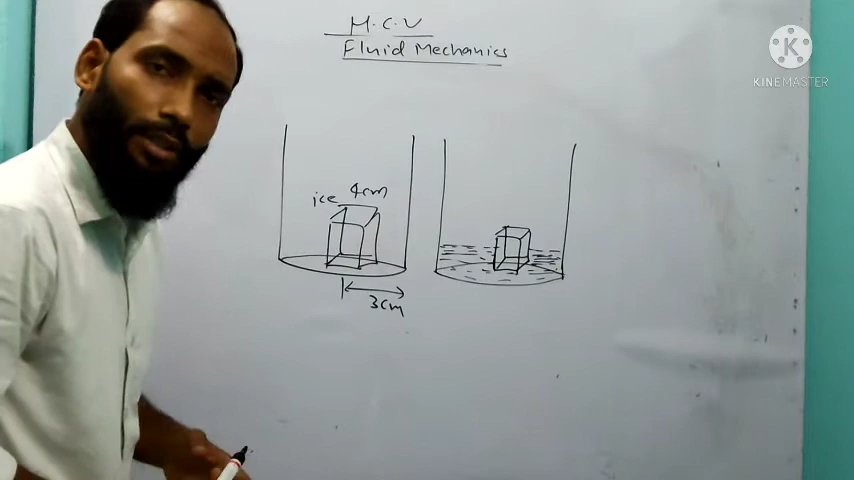 H.C.V
Fluid Mechanics
KINEMASTER
ice 4cm
3cm